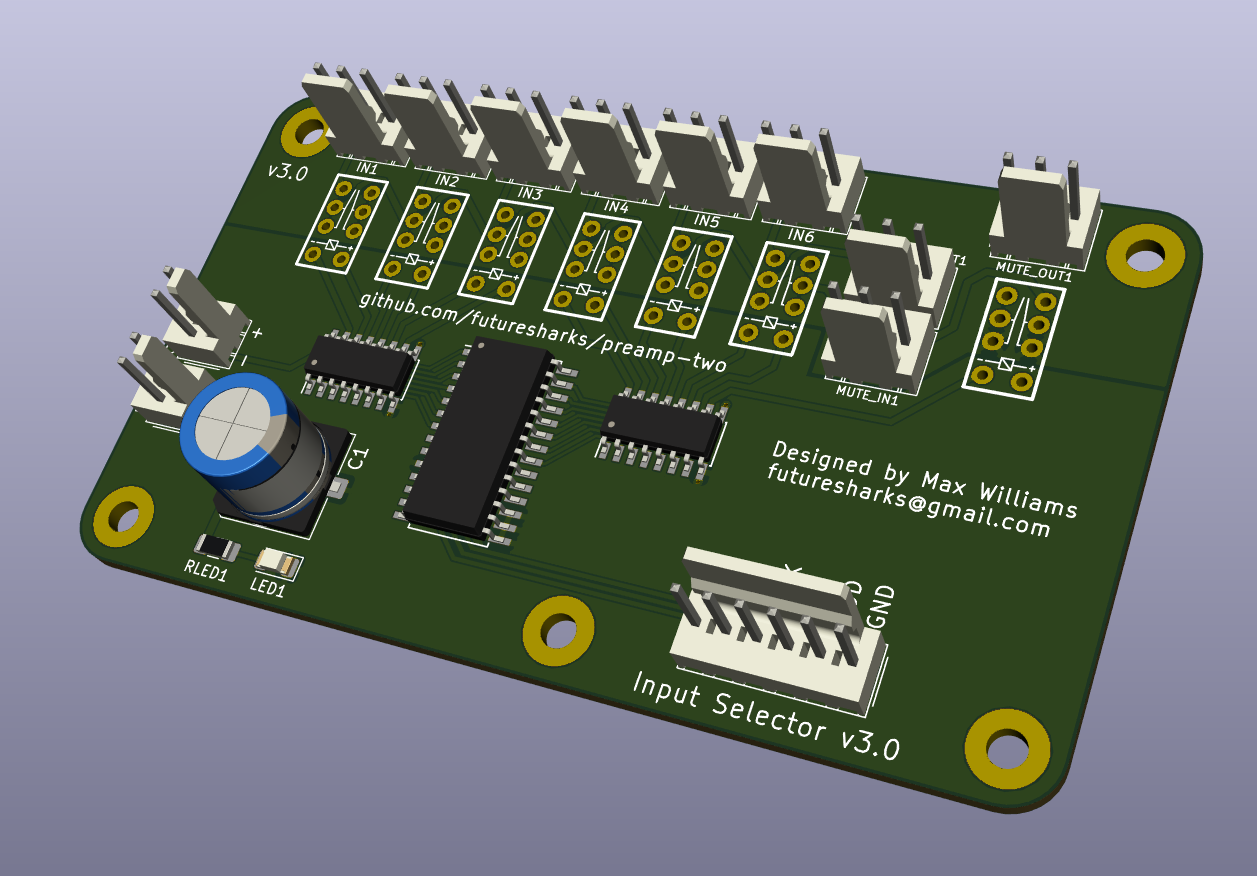 v3.0
IN1
IN2
IN3
IN4
IN5
IN6
MUTE_OUT1
github.com/futuresharks/preamp-two
+
-
MUTE_IN1
C1
Designed by Max Williams
futuresharks@gmail.com
RLED1
LED1
GND
Input Selector v3.0